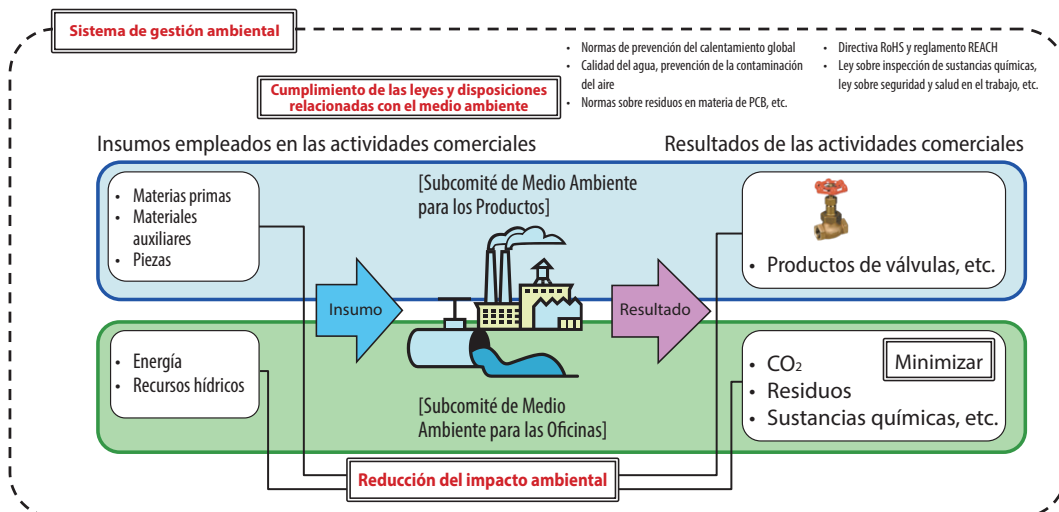 Sistema de gestión ambiental
Cumplimiento de las leyes y disposiciones
relacionadas con el medio ambiente
• Normas de prevención del calentamiento global
• Calidad del agua, prevención de la contaminación
del aire
• Normas sobre residuos en materia de PCB, etc.
• Directiva RoHS y reglamento REACH
• Ley sobre inspección de sustancias químicas,
ley sobre seguridad y salud en el trabajo, etc.
Insumos empleados en las actividades comerciales
Resultados de las actividades comerciales
• Materias primas
• Materiales
auxiliares
• Piezas
[Subcomité de Medio Ambiente
para los Productos]
• Productos de válvulas, etc.
Insumo
Resultado
• Energía
• Recursos hídricos
[Subcomité de Medio
Ambiente para las Oficinas]
• CO₂
• Residuos
• Sustancias químicas, etc.
Minimizar
Reducción del impacto ambiental